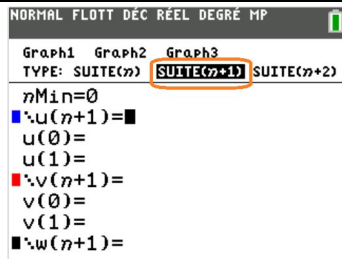 NORMAL FLOTT DÉC RÉEL DEGRÉ MP
Graph1 Graph2 Graph3
TYPE: SUITE(n) SUITE(n+1) SUITE(n+2)
nMin=0
u(n+1)=
u(0)=
u(1)=
v(n+1)=
v(0)=
v(1)=
w(n+1)=